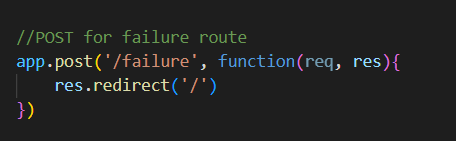 //POST for failure route
app.post('/failure', function(req, res){
    res.redirect('/')
})